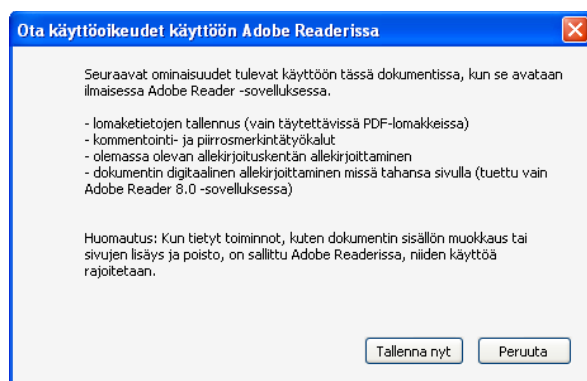 Ota käyttöoikeudet käyttöön Adobe Readerissa
Seuraavat ominaisuudet tulevat käyttöön tässä dokumentissa, kun se avataan
ilmaisessa Adobe Reader -sovelluksessa.
- lomaketietojen tallennus (vain täytettävissä PDF-lomakkeissa)
- kommentointi- ja piirrosmerkintätyökalut
- olemassa olevan allekirjoituskentän allekirjoittaminen
- dokumentin digitaalinen allekirjoittaminen missä tahansa sivulla (tuettu vain
Adobe Reader 8.0 -sovelluksessa)
Huomautus: Kun tietyt toiminnot, kuten dokumentin sisällön muokkaus tai
sivujen lisäys ja poisto, on sallittu Adobe Readerissa, niiden käyttöä
rajoitetaan.
Tallenna nyt Peruuta